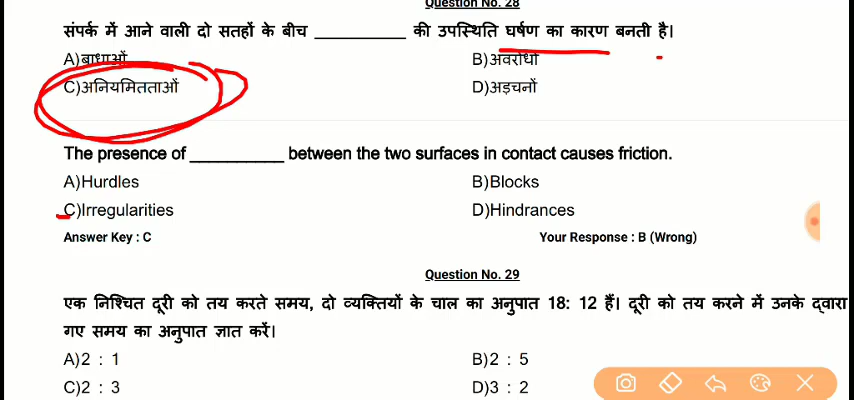 Question No. 28
संपर्क में आने वाली दो सतहों के बीच __________ की उपस्थिति घर्षण का कारण बनती है।
A)बाधाओं B)अवरोधों
C)अनियमितताओं D)अड़चनों
The presence of __________ between the two surfaces in contact causes friction.
A)Hurdles B)Blocks
C)Irregularities D)Hindrances
Answer Key : C Your Response : B (Wrong)
Question No. 29
एक निश्चित दूरी को तय करते समय, दो व्यक्तियों के चाल का अनुपात 18: 12 हैं। दूरी को तय करने में उनके द्वारा
गए समय का अनुपात ज्ञात करें।
A)2 : 1 B)2 : 5
C)2 : 3 D)3 : 2